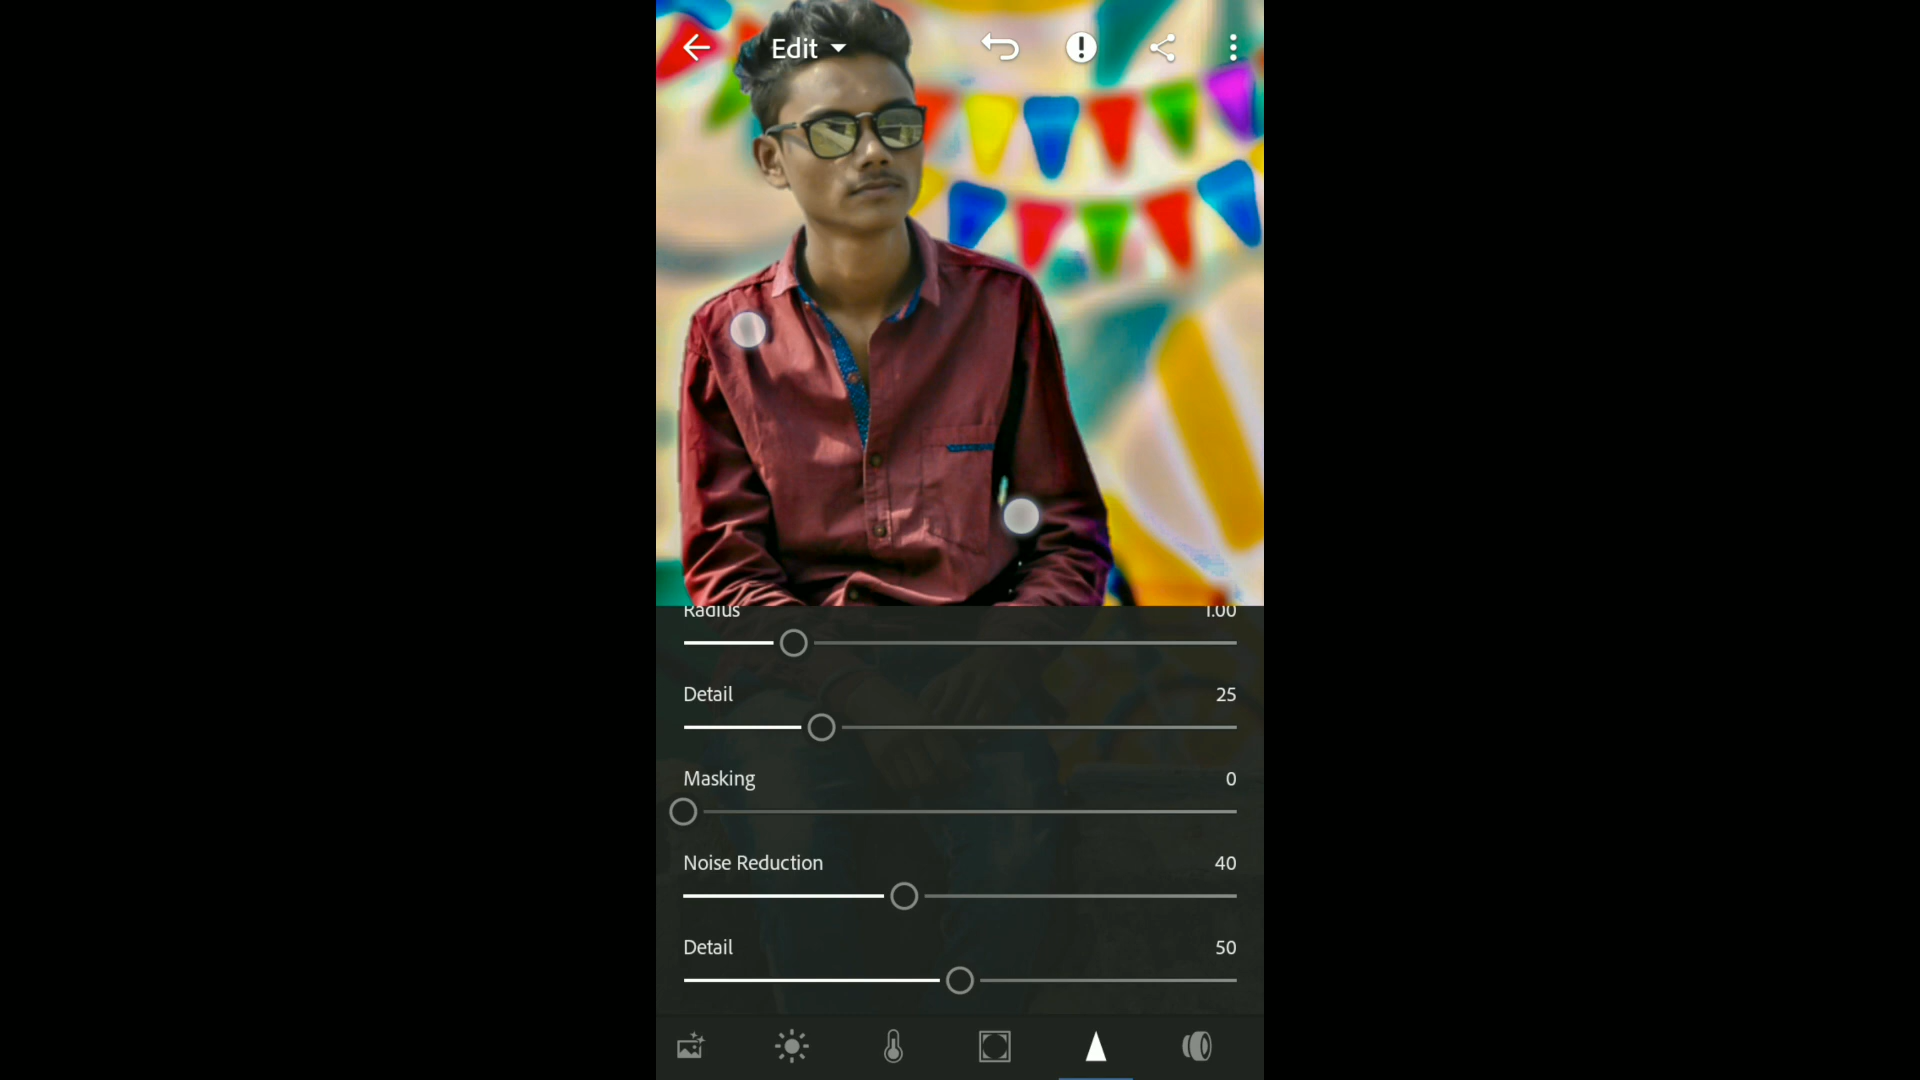 Edit
Radius 1.00
Detail 25
Masking 0
Noise Reduction 40
Detail 50